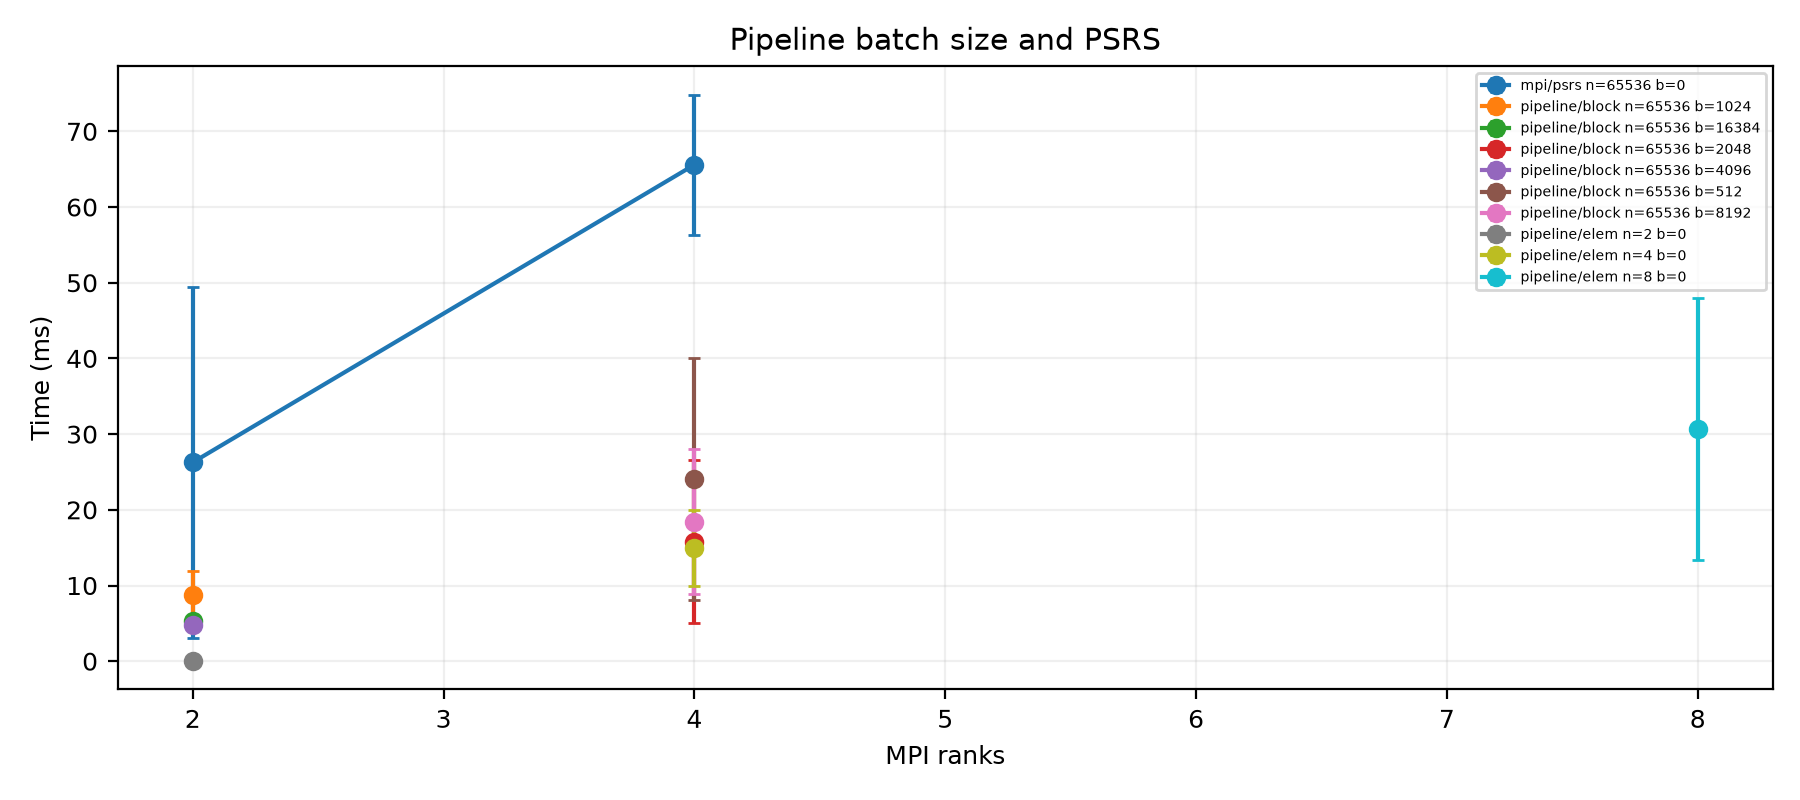 Pipeline batch size and PSRS
mpi/psrs n=65536 b=0
pipeline/block n=65536 b=1024
pipeline/block n=65536 b=16384
pipeline/block n=65536 b=2048
pipeline/block n=65536 b=4096
pipeline/block n=65536 b=512
pipeline/block n=65536 b=8192
pipeline/elem n=2 b=0
pipeline/elem n=4 b=0
pipeline/elem n=8 b=0
Time (ms)
70
60
50
40
30
20
10
0
2 3 4 5 6 7 8
MPI ranks